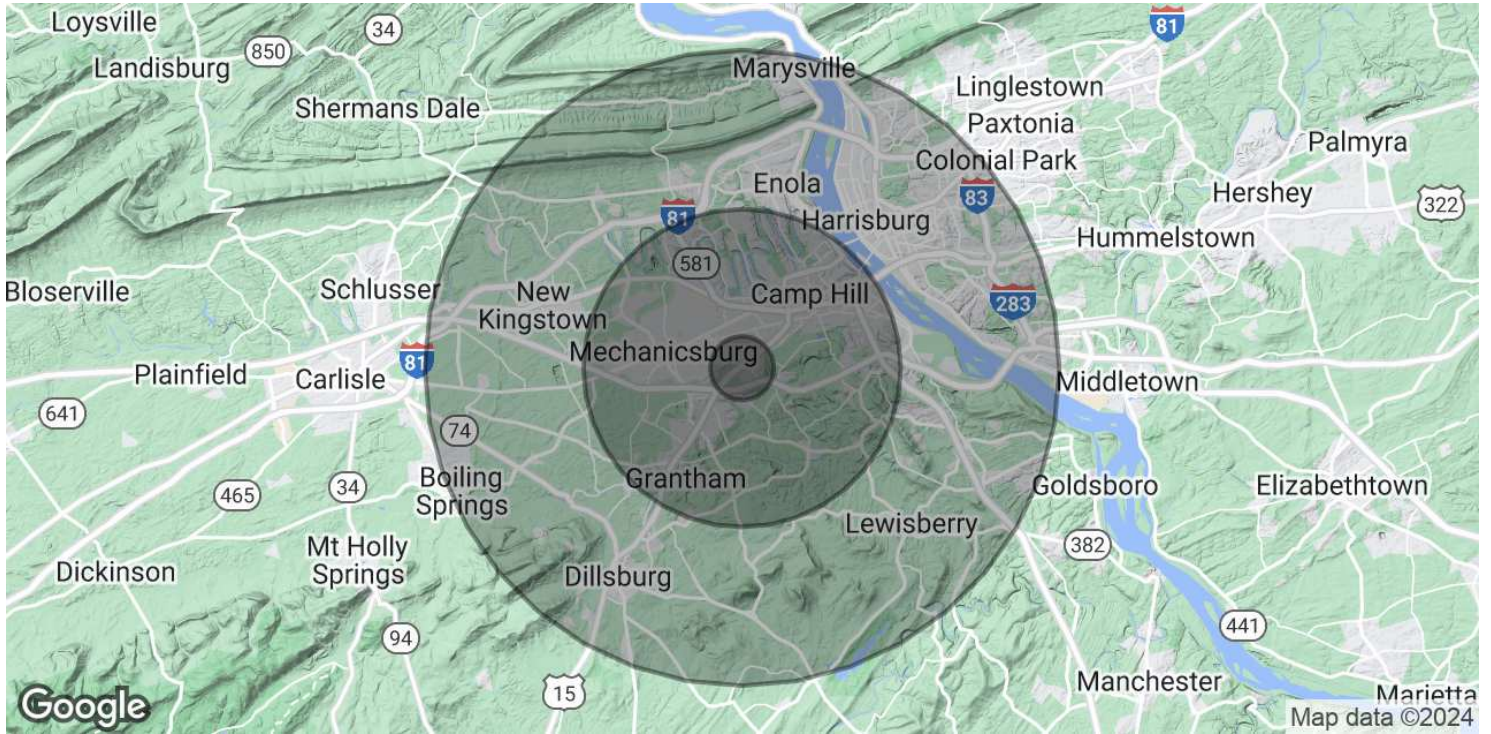 Loysville
34
81
850
Landisburg
Marysville
Linglestown
Shermans Dale
Paxtonia
Palmyra
Colonial Park
Enola
Hershey
83
322
81
Harrisburg
Hummelstown
581
Bloserville
Schlusser
New
Kingstown
Camp Hill
283
Mechanicsburg
81
Plainfield
Carlisle
Middletown
641
74
Boiling
Springs
Grantham
Goldsboro
Elizabethtown
465
34
Lewisberry
382
Mt Holly
Springs
Dickinson
Dillsburg
441
94
15
Manchester
Marietta
Google
Map data ©2024